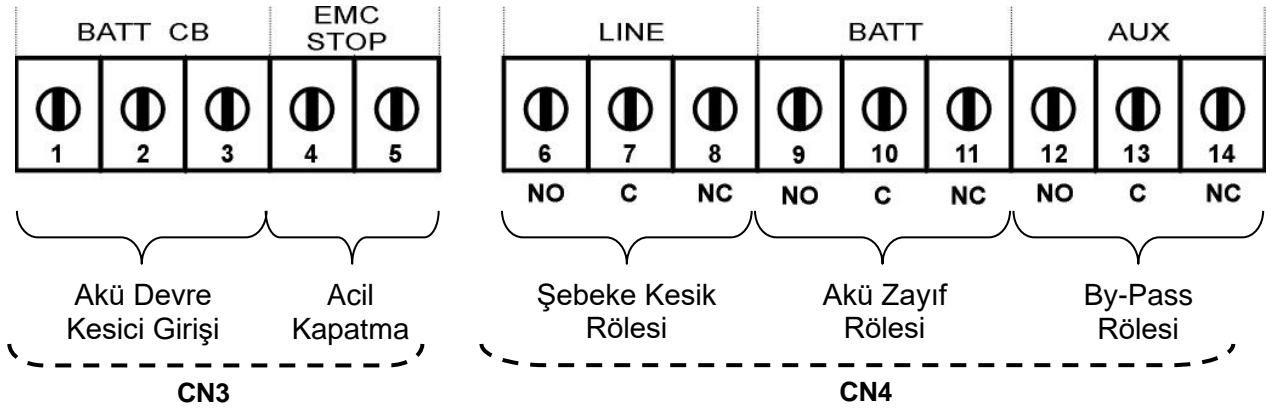 BATT CB
EMC
STOP
LINE
BATT
AUX
1 2 3 4 5
6 7 8 9 10 11 12 13 14
NO C NC NO C NC NO C NC
Akü Devre
Kesici Girişi
Acil
Kapatma
Şebeke Kesik
Rölesi
Akü Zayıf
Rölesi
By-Pass
Rölesi
CN3
CN4